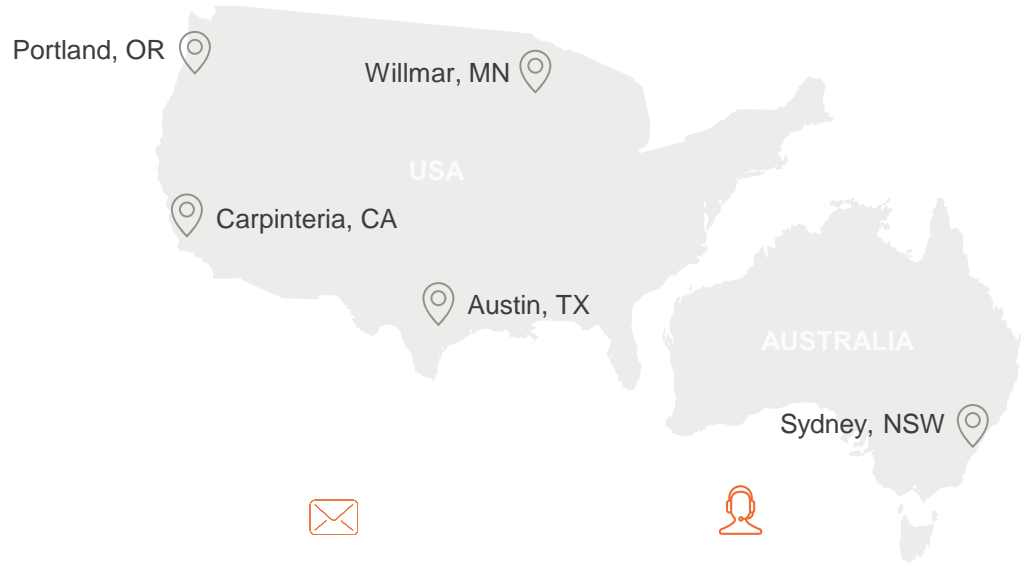 Portland, OR
Willmar, MN
USA
Carpinteria, CA
Austin, TX
AUSTRALIA
Sydney, NSW